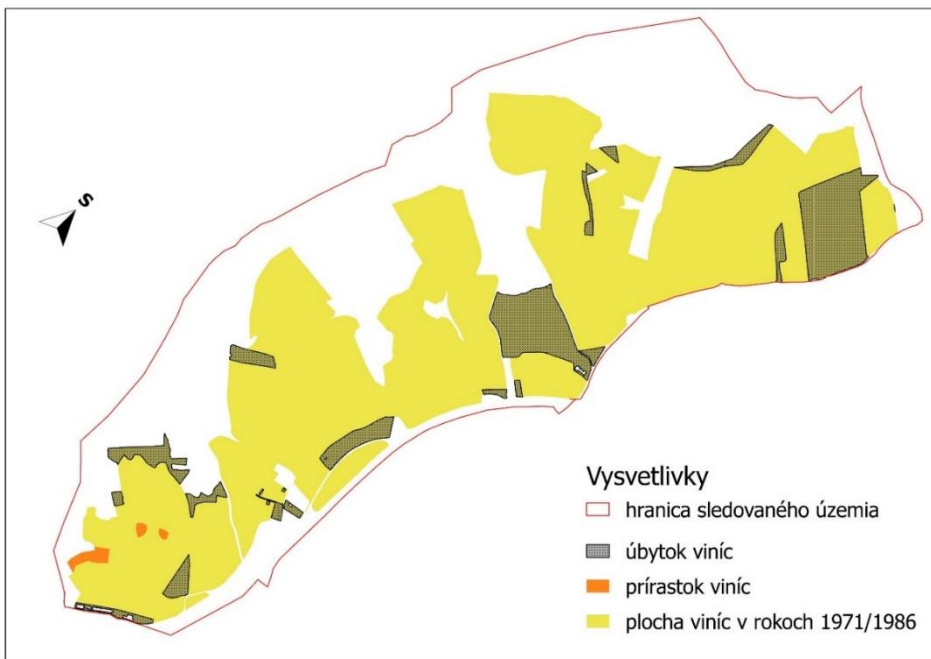 S
Vysvetlivky
hranica sledovaného územia
úbytok viníc
prírastok viníc
plocha viníc v rokoch 1971/1986